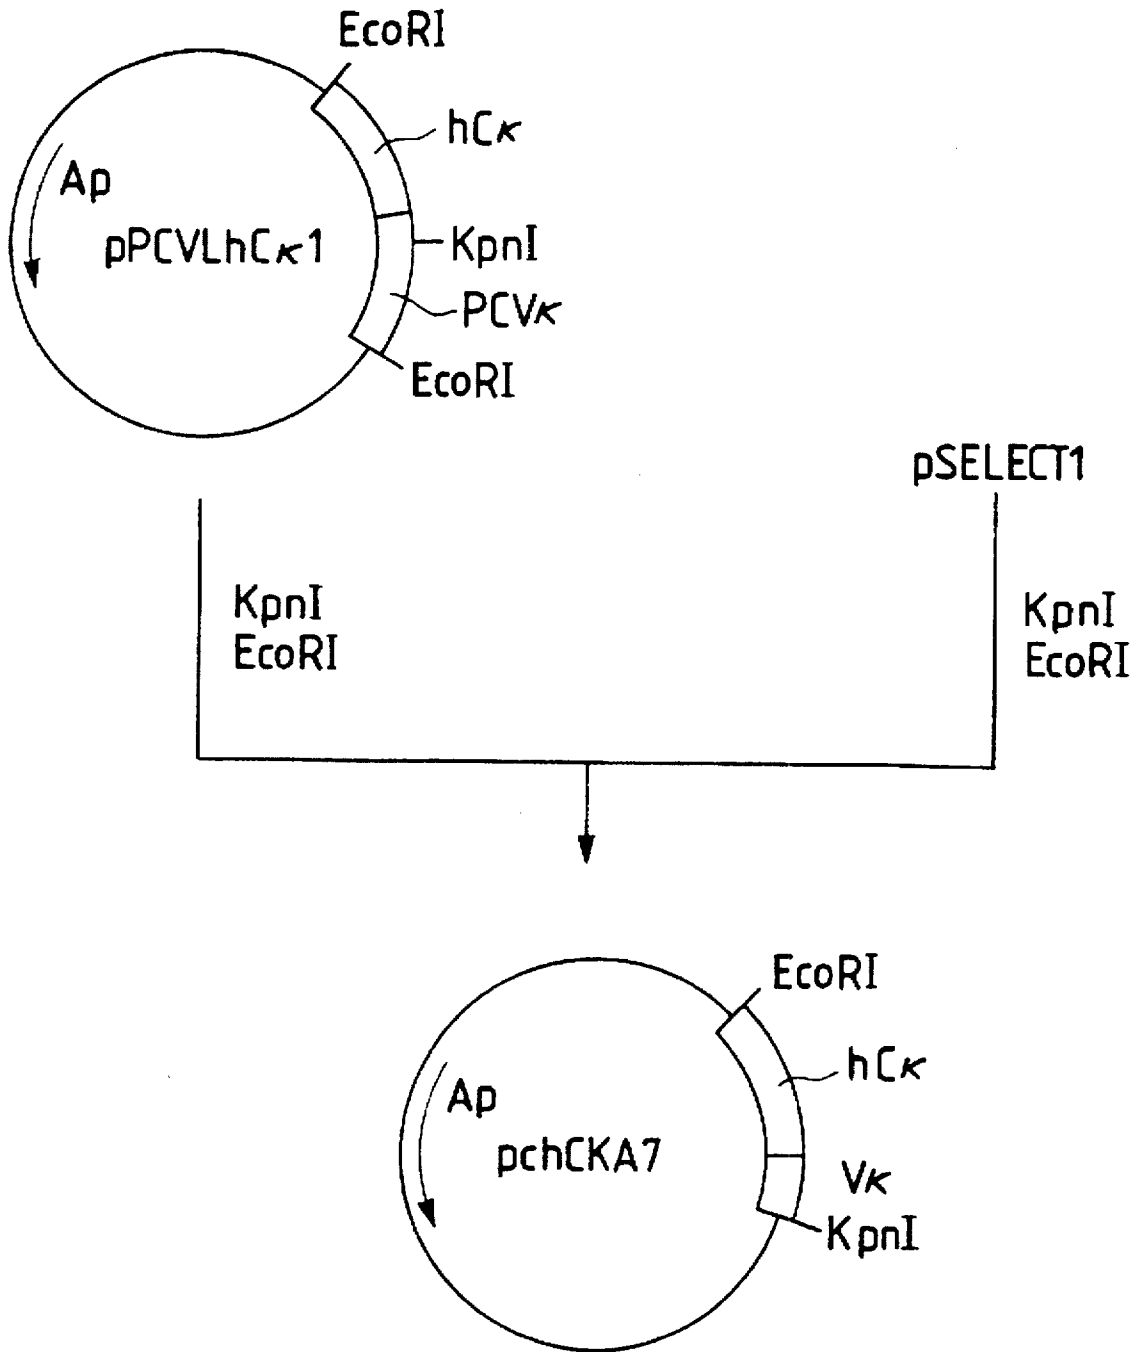 EcoRI
hCκ
Ap
pPCVLhCκ1
KpnI
PCVκ
EcoRI
pSELECT1
KpnI
EcoRI
KpnI
EcoRI
EcoRI
hCκ
Ap
pchCKA7
Vκ
KpnI